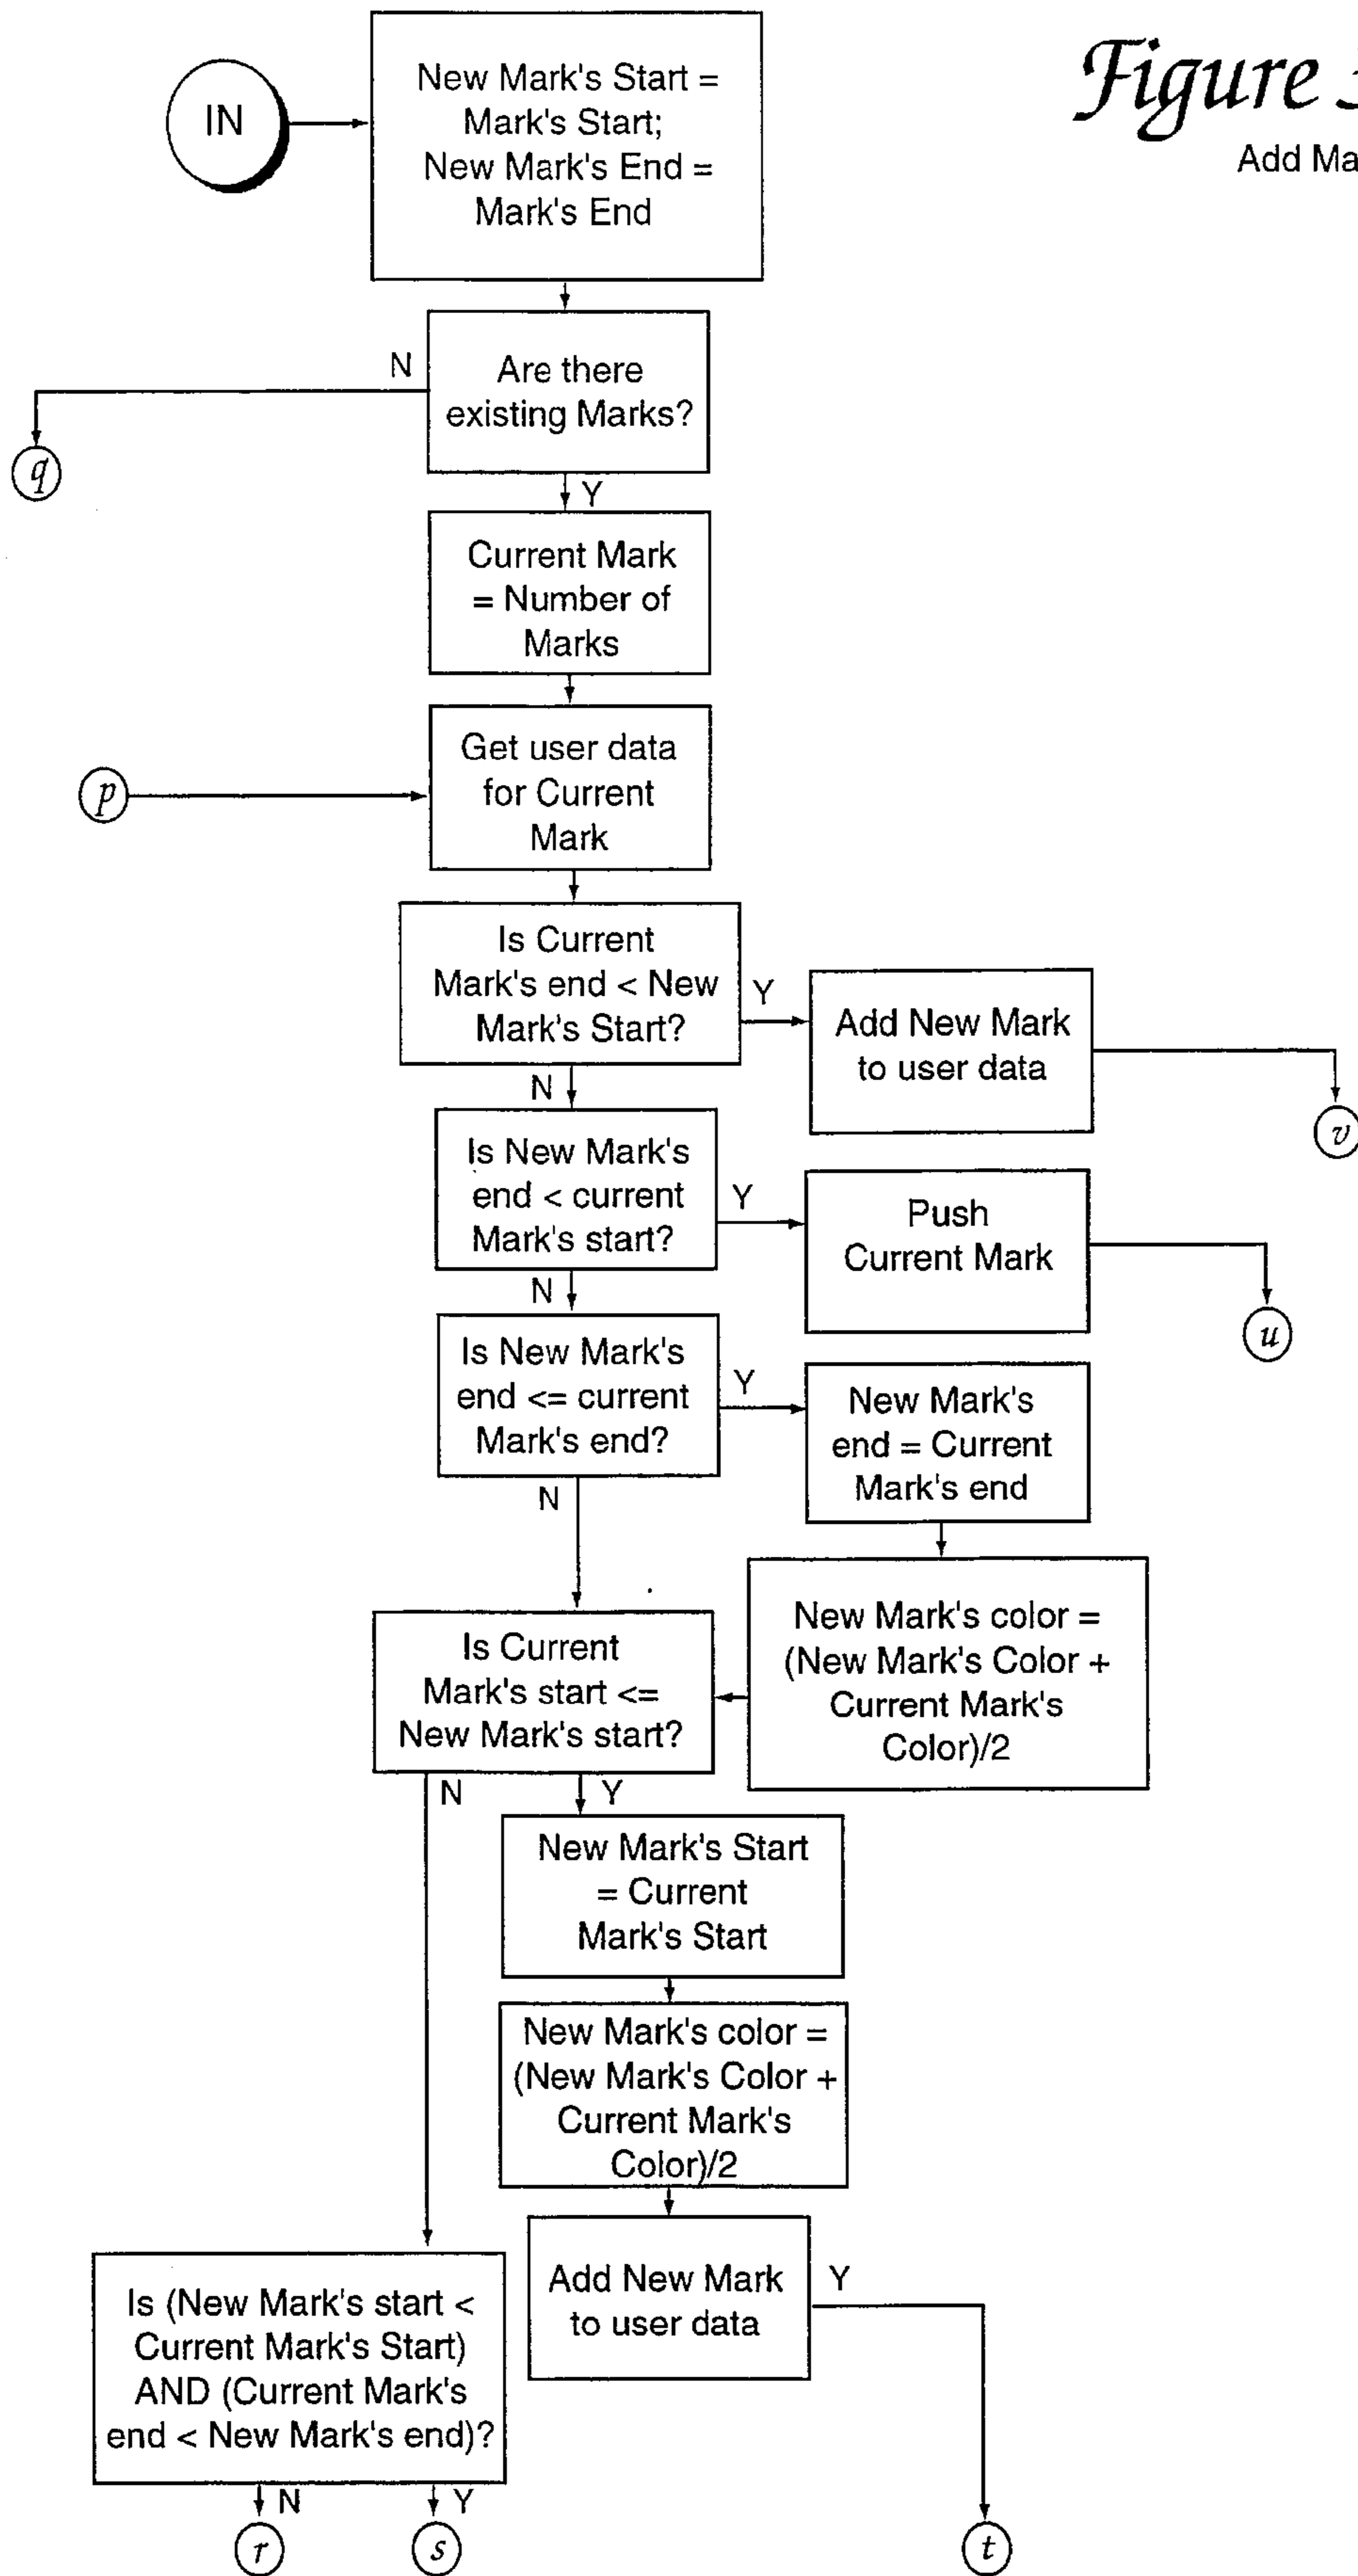 Figure
Add Ma
IN
New Mark's Start =
Mark's Start;
New Mark's End =
Mark's End
N
Are there
existing Marks?
q
Y
Current Mark
= Number of
Marks
p
Get user data
for Current
Mark
Is Current
Mark's end < New
Mark's Start?
Y
Add New Mark
to user data
v
N
Is New Mark's
end < current
Mark's start?
Y
Push
Current Mark
u
N
Is New Mark's
end <= current
Mark's end?
Y
New Mark's
end = Current
Mark's end
N
New Mark's color =
(New Mark's Color +
Current Mark's
Color)/2
Is Current
Mark's start <=
New Mark's start?
N
Y
New Mark's Start
= Current
Mark's Start
New Mark's color =
(New Mark's Color +
Current Mark's
Color)/2
Add New Mark
to user data
Y
Is (New Mark's start <
Current Mark's Start)
AND (Current Mark's
end < New Mark's end)?
N
Y
r
s
t